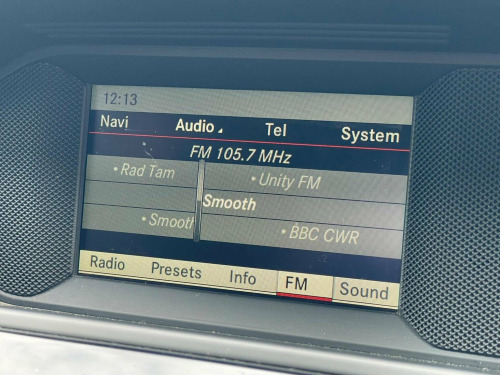 12:13
Navi Audio Tel System
FM 105.7 MHz
• Rad Tam • Unity FM
Smooth
• Smooth • BBC CWR
Radio Presets Info FM Sound